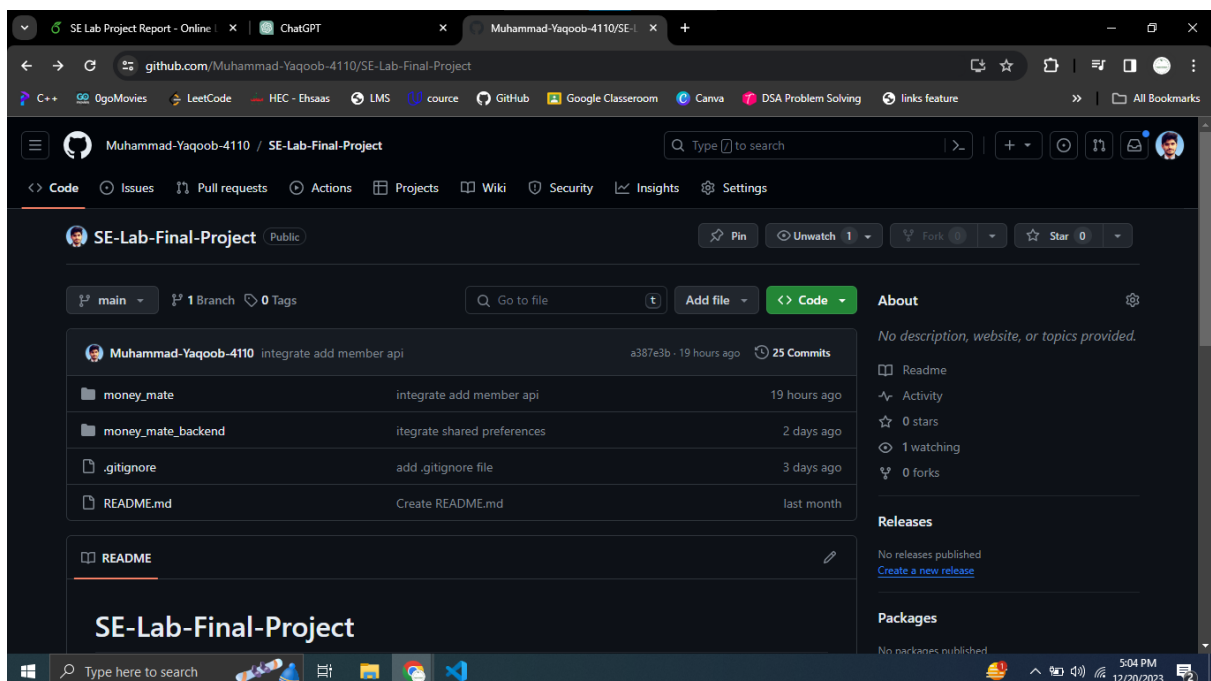 SE Lab Project Report - Online L
ChatGPT
Muhammad-Yaqoob-4110/SE-L
github.com/Muhammad-Yaqoob-4110/SE-Lab-Final-Project
C++ 0goMovies LeetCode HEC - Ehsaas LMS cource GitHub Google Classeroom Canva DSA Problem Solving links feature » All Bookmarks
Muhammad-Yaqoob-4110 / SE-Lab-Final-Project
Type / to search
Code Issues Pull requests Actions Projects Wiki Security Insights Settings
SE-Lab-Final-Project Public
Pin Unwatch 1 Fork 0 Star 0
main 1 Branch 0 Tags
Go to file t
Add file
<> Code
Muhammad-Yaqoob-4110 integrate add member api a387e3b · 19 hours ago 25 Commits
money_mate integrate add member api 19 hours ago
money_mate_backend itegrate shared preferences 2 days ago
.gitignore add .gitignore file 3 days ago
README.md Create README.md last month
README
SE-Lab-Final-Project
About
No description, website, or topics provided.
Readme
Activity
0 stars
1 watching
0 forks
Releases
No releases published
Create a new release
Packages
No packages published
Type here to search
1
5:04 PM
12/20/2023
2